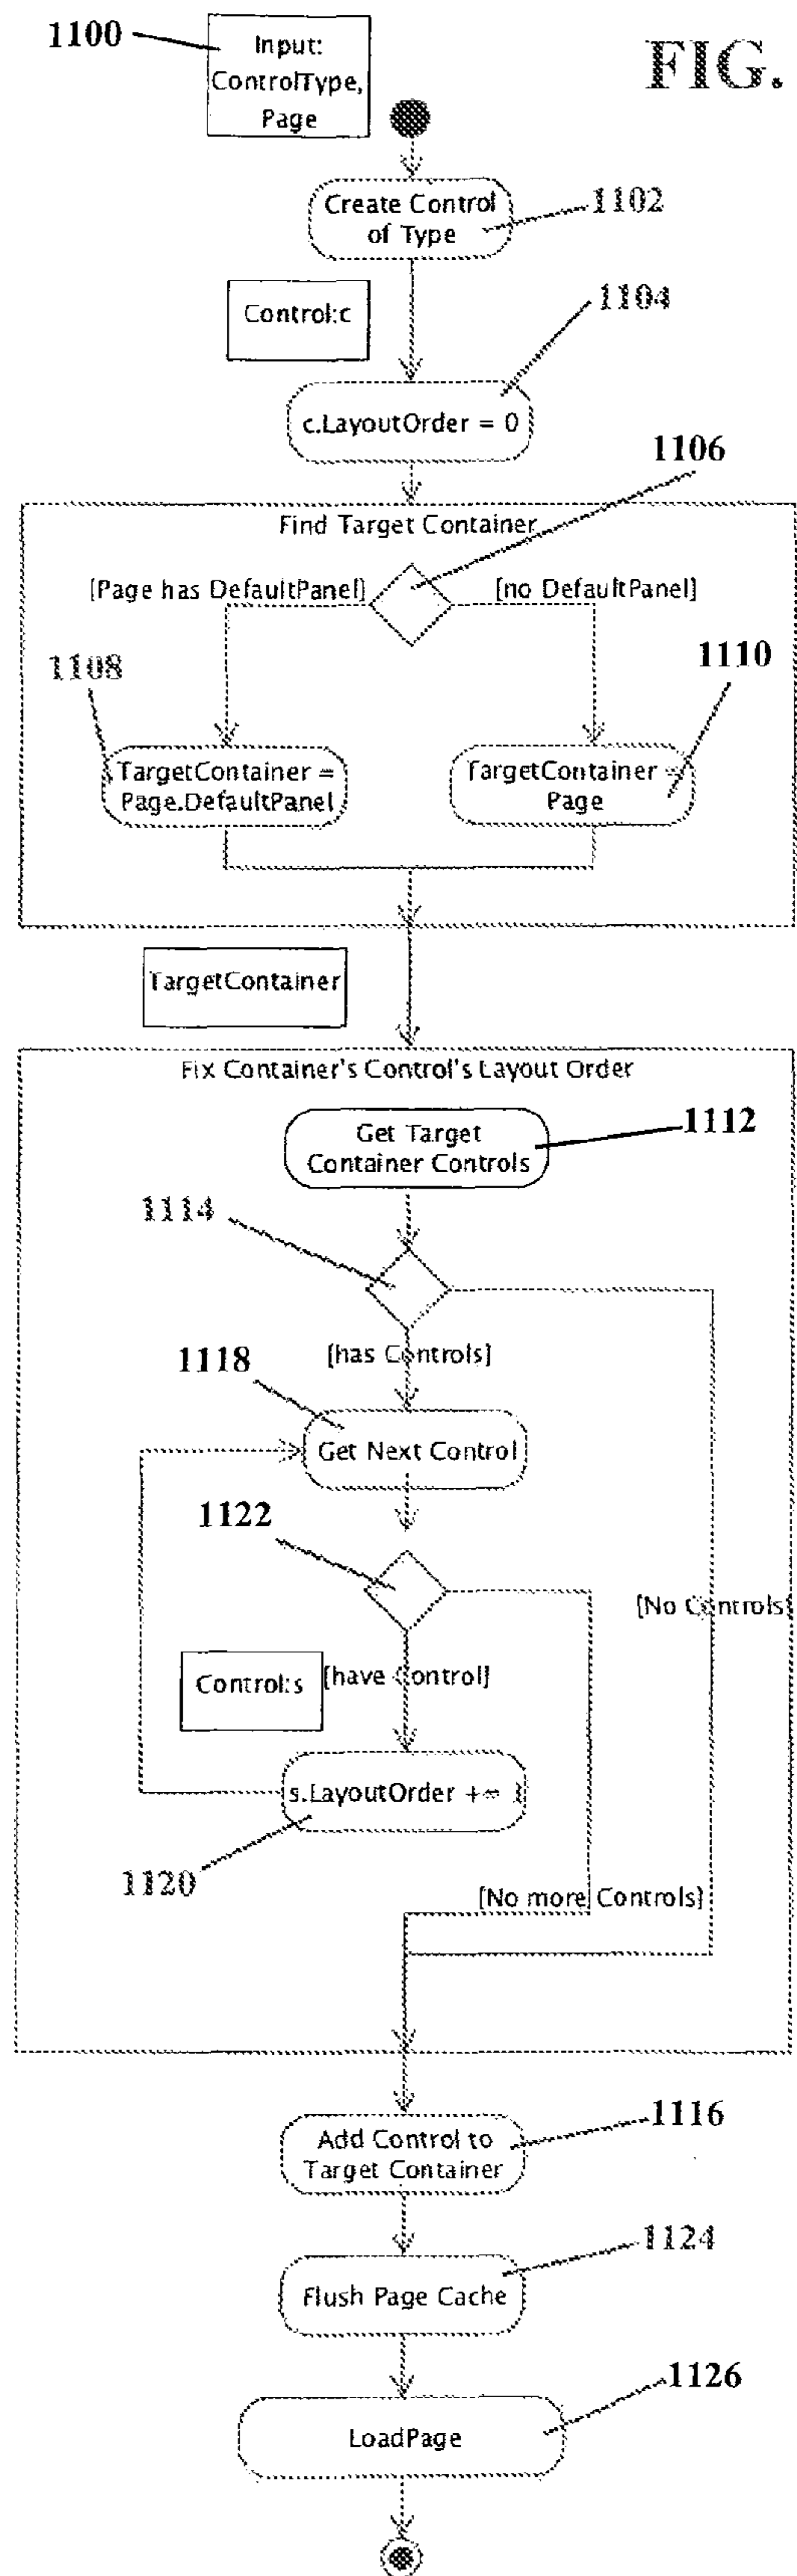 1100
Input:
ControlType,
Page
FIG.
Create Control
of Type
1102
Control:c
1104
c.LayoutOrder = 0
1106
Find Target Container
[Page has DefaultPanel]
[no DefaultPanel]
1108
1110
TargetContainer =
Page.DefaultPanel
TargetContainer =
Page
TargetContainer
Fix Container's Control's Layout Order
Get Target
Container Controls
1112
1114
[has Controls]
1118
Get Next Control
1122
[No Controls]
Control:s
[have Control]
s.LayoutOrder += 1
1120
[No more Controls]
Add Control to
Target Container
1116
1124
Flush Page Cache
1126
LoadPage